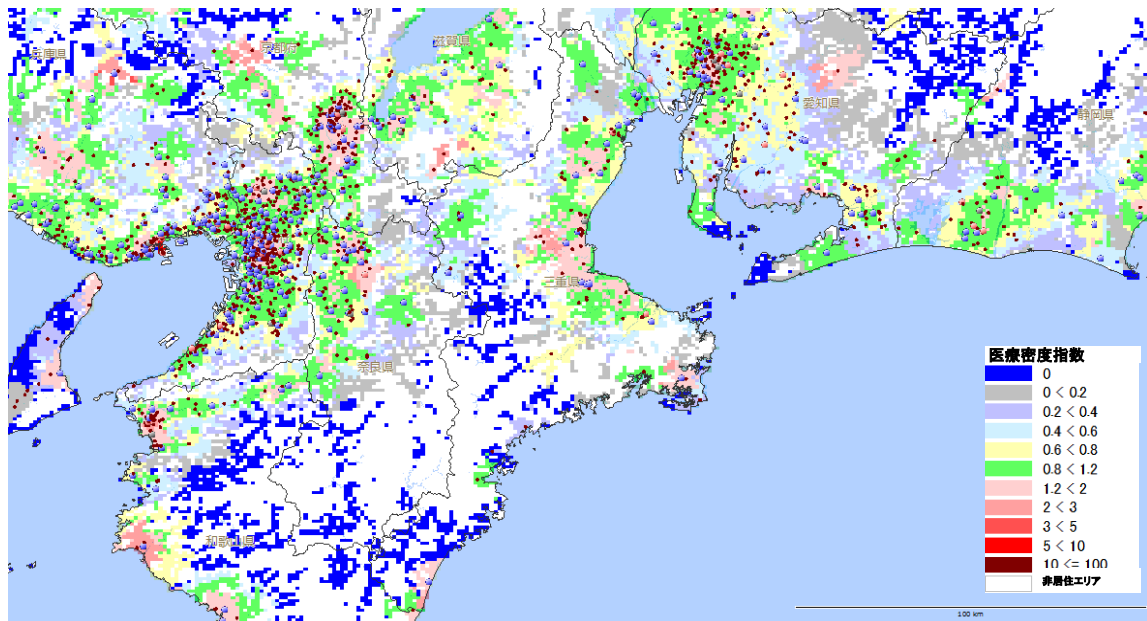 兵庫県
京都府
滋賀県
愛知県
静岡県
三重県
奈良県
和歌山県
医療密度指数
0
0 < 0.2
0.2 < 0.4
0.4 < 0.6
0.6 < 0.8
0.8 < 1.2
1.2 < 2
2 < 3
3 < 5
5 < 10
10 <= 100
非居住エリア
100 km